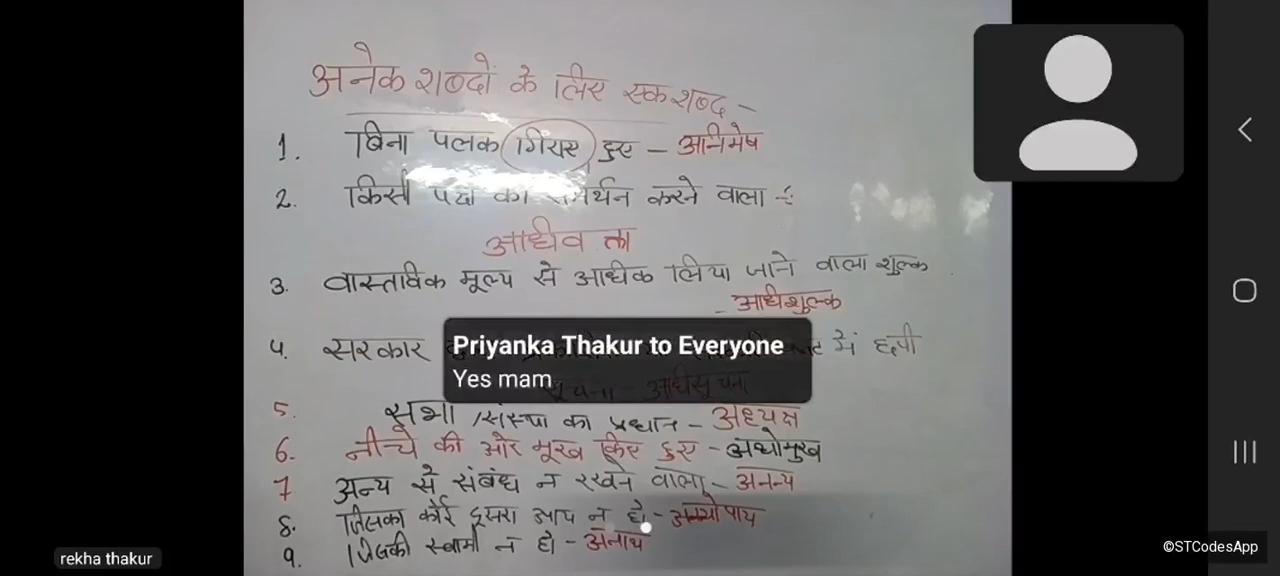 अनेक शब्दों के लिए एक शब्द -
1. बिना पलक गिराए हुए - अनिमेष
2. किसी पक्ष का समर्थन करने वाला -:
अधिवक्ता
3. वास्तविक मूल्य से अधिक लिया जाने वाला शुल्क
- अधिशुल्क
4. सरकार में छपी
Priyanka Thakur to Everyone
Yes mam
सूचना - अधिसूचना
5. सभा /संस्था का प्रधान - अध्यक्ष
6. नीचे की ओर मुख किए हुए - अधोमुख
7 अन्य से संबंध न रखने वाला - अनन्य
8. जिसका कोई दूसरा उपाय न हो -
9. जिसकी स्वामी न हो - अनाथ
rekha thakur
©STCodesApp